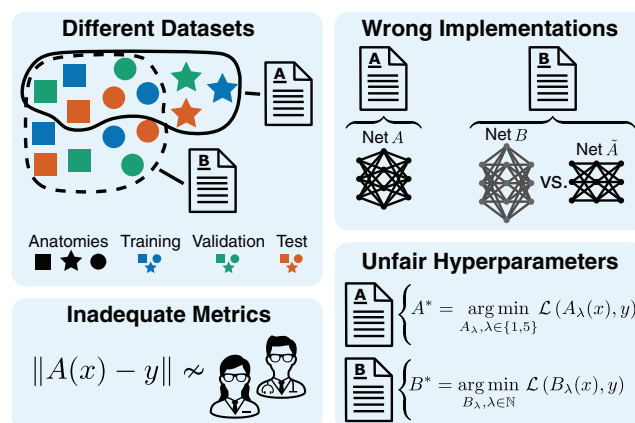 Different Datasets
A
B
Anatomies Training Validation Test
Inadequate Metrics
‖A(x) − y‖ ≁
Wrong Implementations
A
B
Net A
Net B
Net Ã
vs.
Unfair Hyperparameters
A
A* = arg min L (A_λ(x), y)
A_λ,λ∈{1,5}
B
B* = arg min L (B_λ(x), y)
B_λ,λ∈ℕ